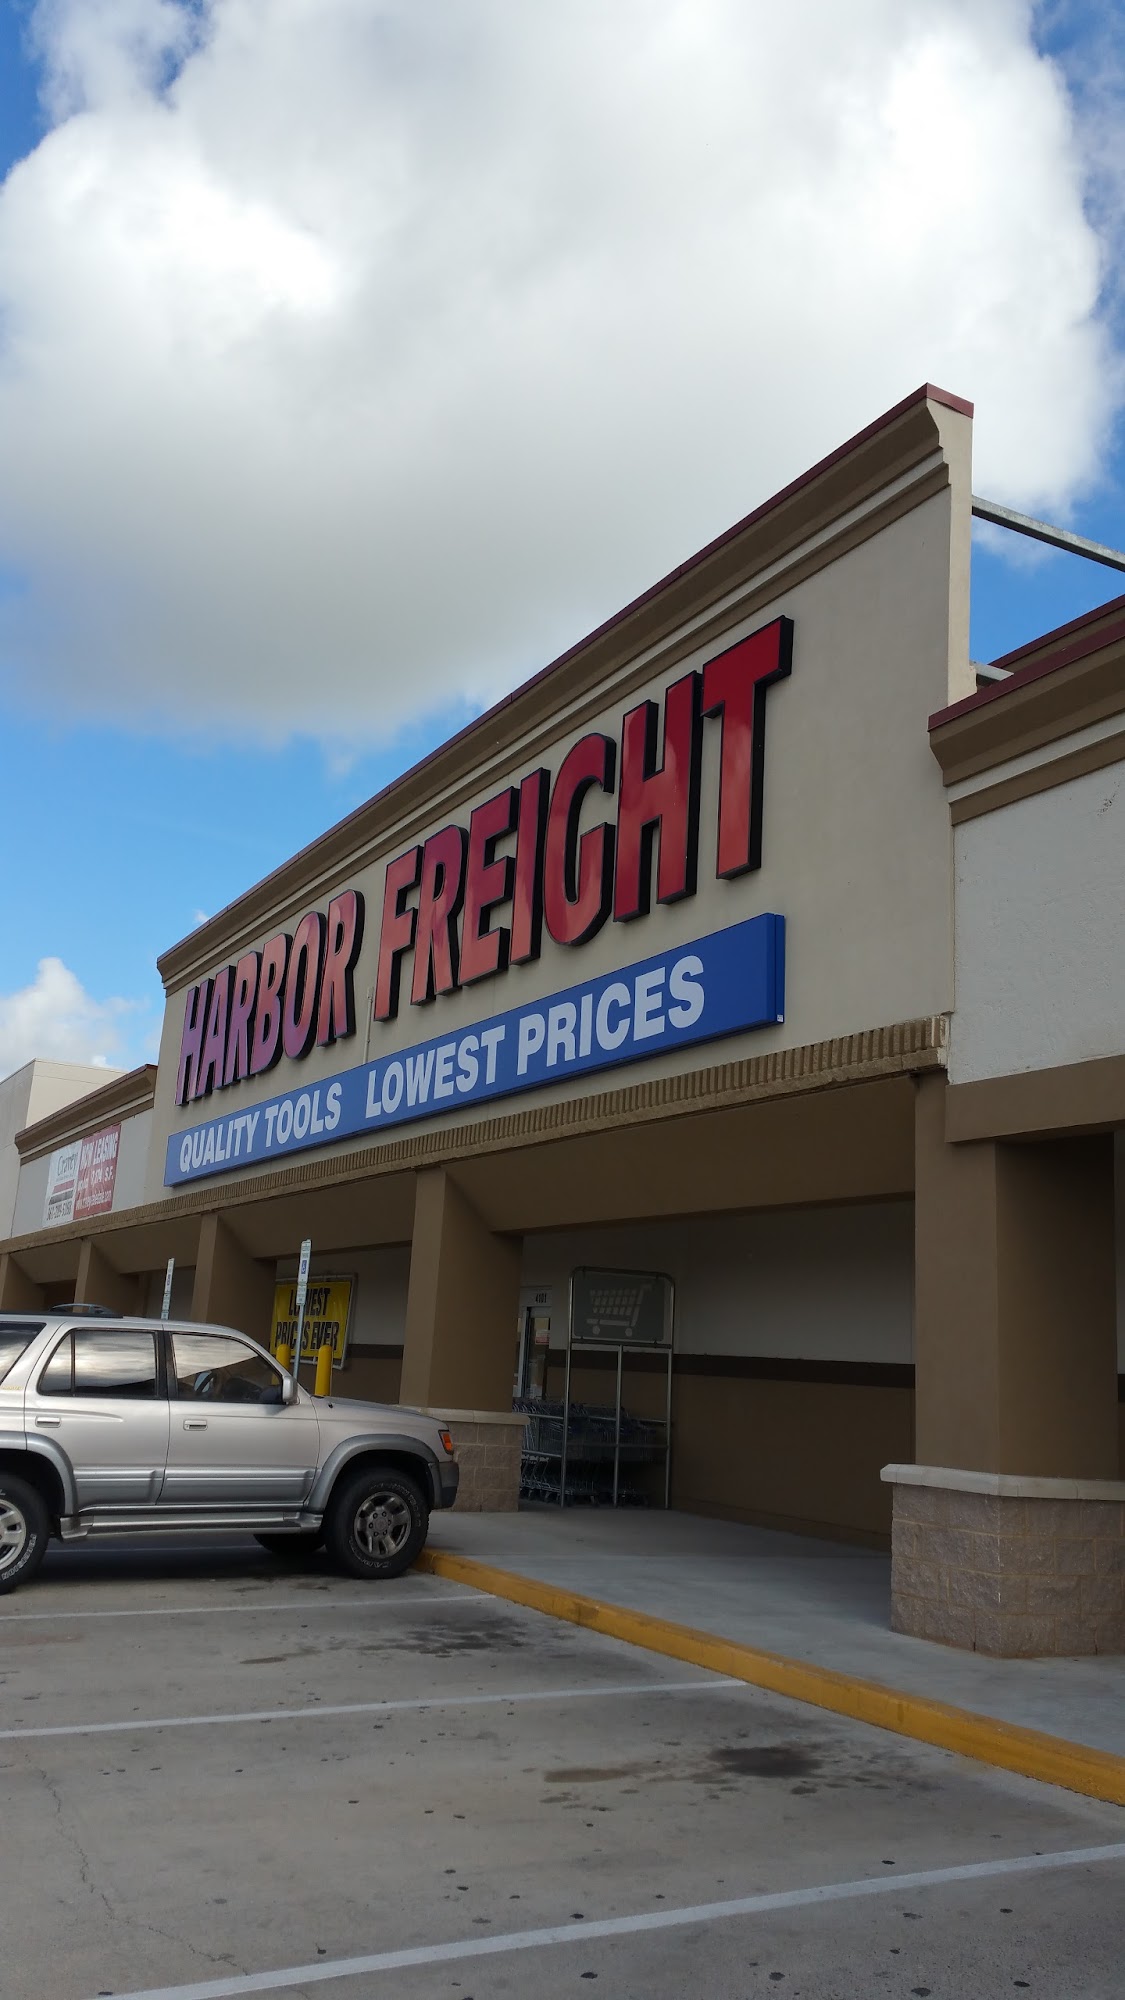 HARBOR FREIGHT
QUALITY TOOLS LOWEST PRICES
NOW LEASING
LOWEST
PRICES EVER